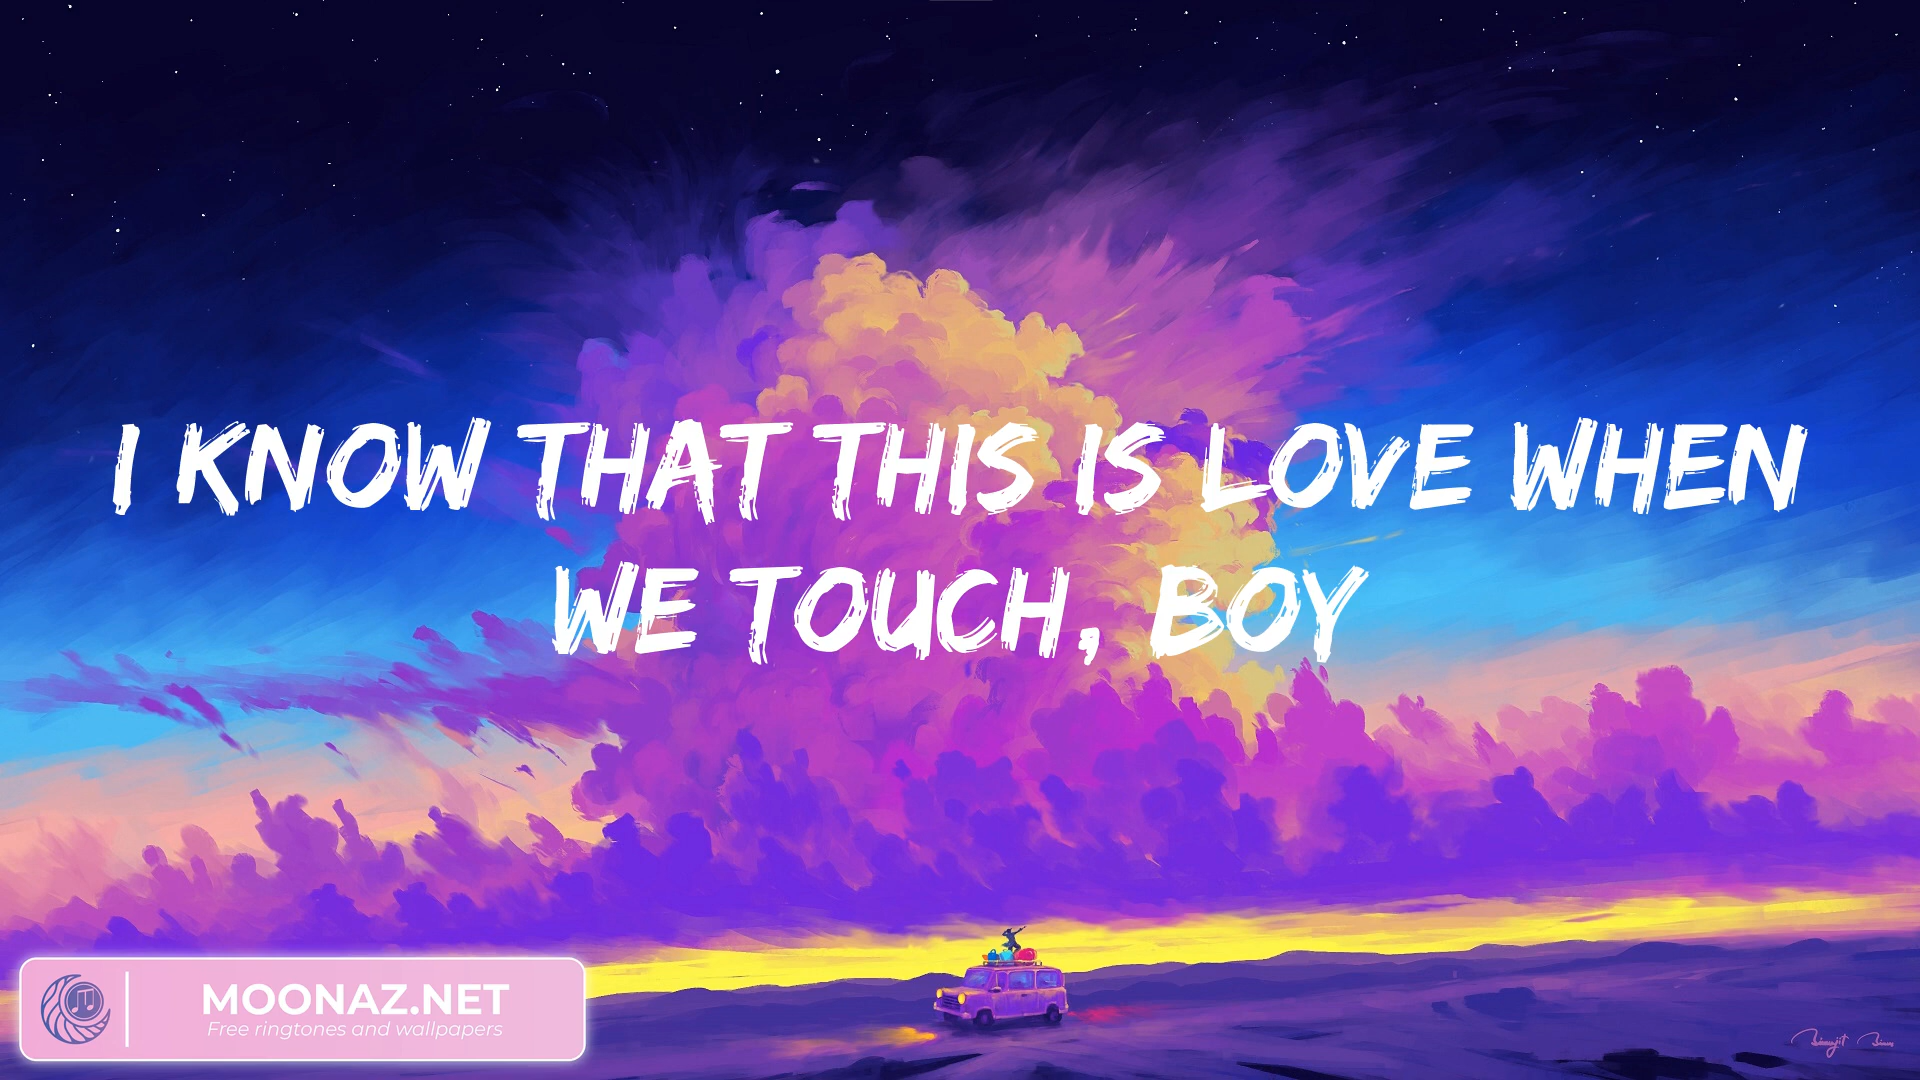 I KNOW THAT THIS IS LOVE WHEN
WE TOUCH, BOY
MOONAZ.NET
Free ringtones and wallpapers